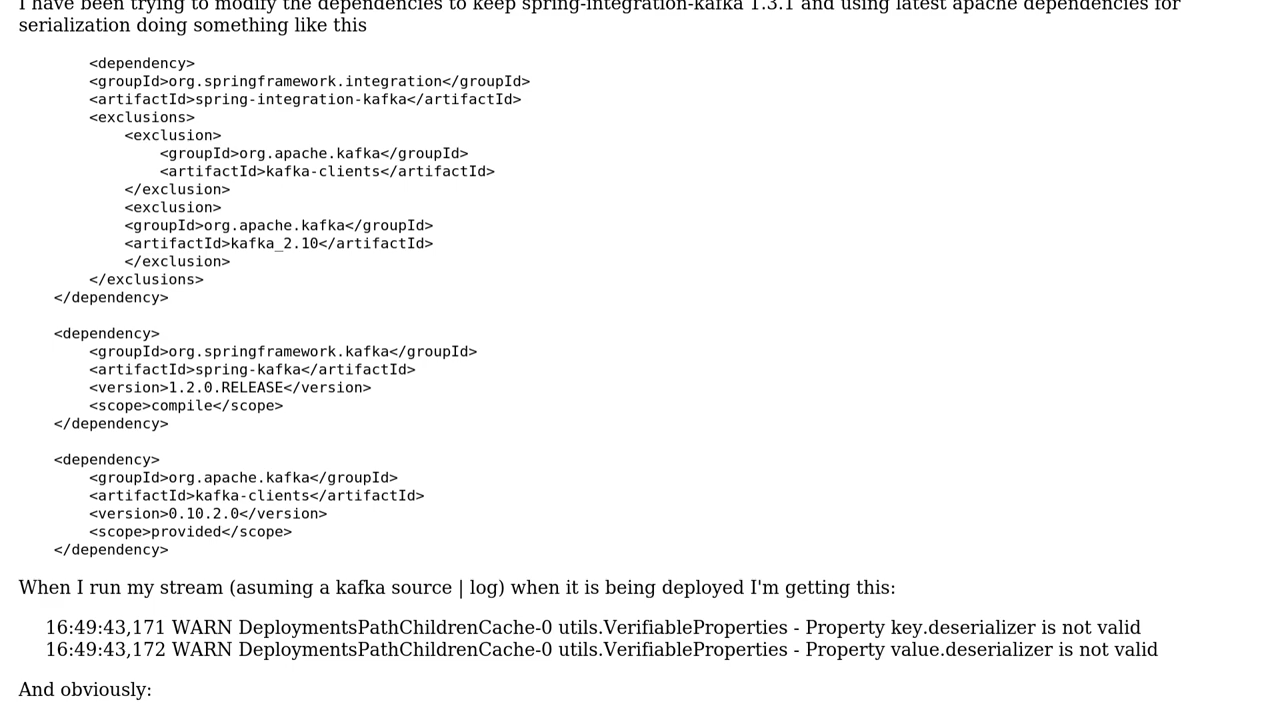 I have been trying to modify the dependencies to keep spring-integration-kafka 1.3.1 and using latest apache dependencies for
serialization doing something like this
<dependency>
<groupId>org.springframework.integration</groupId>
<artifactId>spring-integration-kafka</artifactId>
<exclusions>
<exclusion>
<groupId>org.apache.kafka</groupId>
<artifactId>kafka-clients</artifactId>
</exclusion>
<exclusion>
<groupId>org.apache.kafka</groupId>
<artifactId>kafka_2.10</artifactId>
</exclusion>
</exclusions>
</dependency>
<dependency>
<groupId>org.springframework.kafka</groupId>
<artifactId>spring-kafka</artifactId>
<version>1.2.0.RELEASE</version>
<scope>compile</scope>
</dependency>
<dependency>
<groupId>org.apache.kafka</groupId>
<artifactId>kafka-clients</artifactId>
<version>0.10.2.0</version>
<scope>provided</scope>
</dependency>
When I run my stream (asuming a kafka source | log) when it is being deployed I'm getting this:
16:49:43,171 WARN DeploymentsPathChildrenCache-0 utils.VerifiableProperties - Property key.deserializer is not valid
16:49:43,172 WARN DeploymentsPathChildrenCache-0 utils.VerifiableProperties - Property value.deserializer is not valid
And obviously: